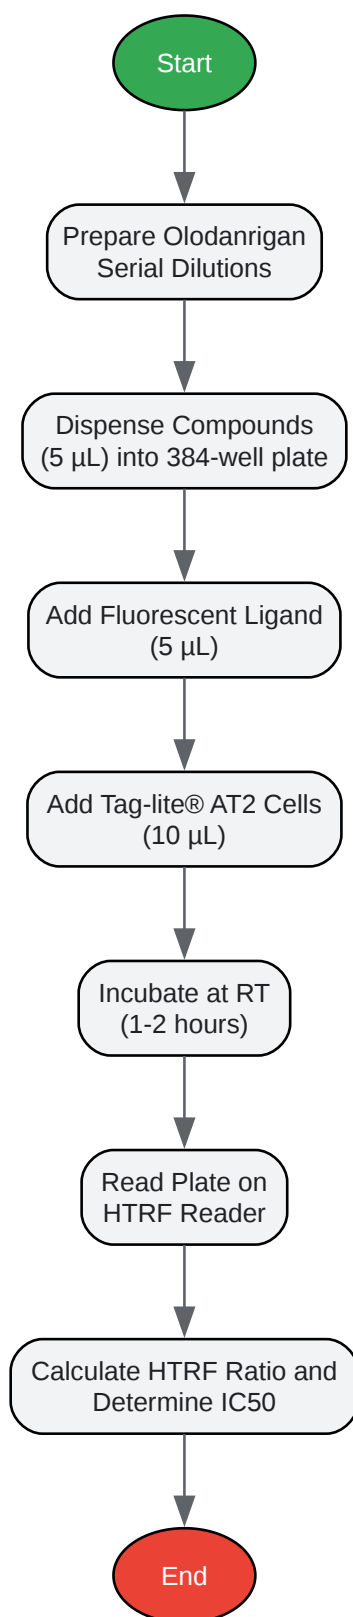 Start
Prepare Olodanrigan
Serial Dilutions
Dispense Compounds
(5 µL) into 384-well plate
Add Fluorescent Ligand
(5 µL)
Add Tag-lite® AT2 Cells
(10 µL)
Incubate at RT
(1-2 hours)
Read Plate on
HTRF Reader
Calculate HTRF Ratio and
Determine IC50
End